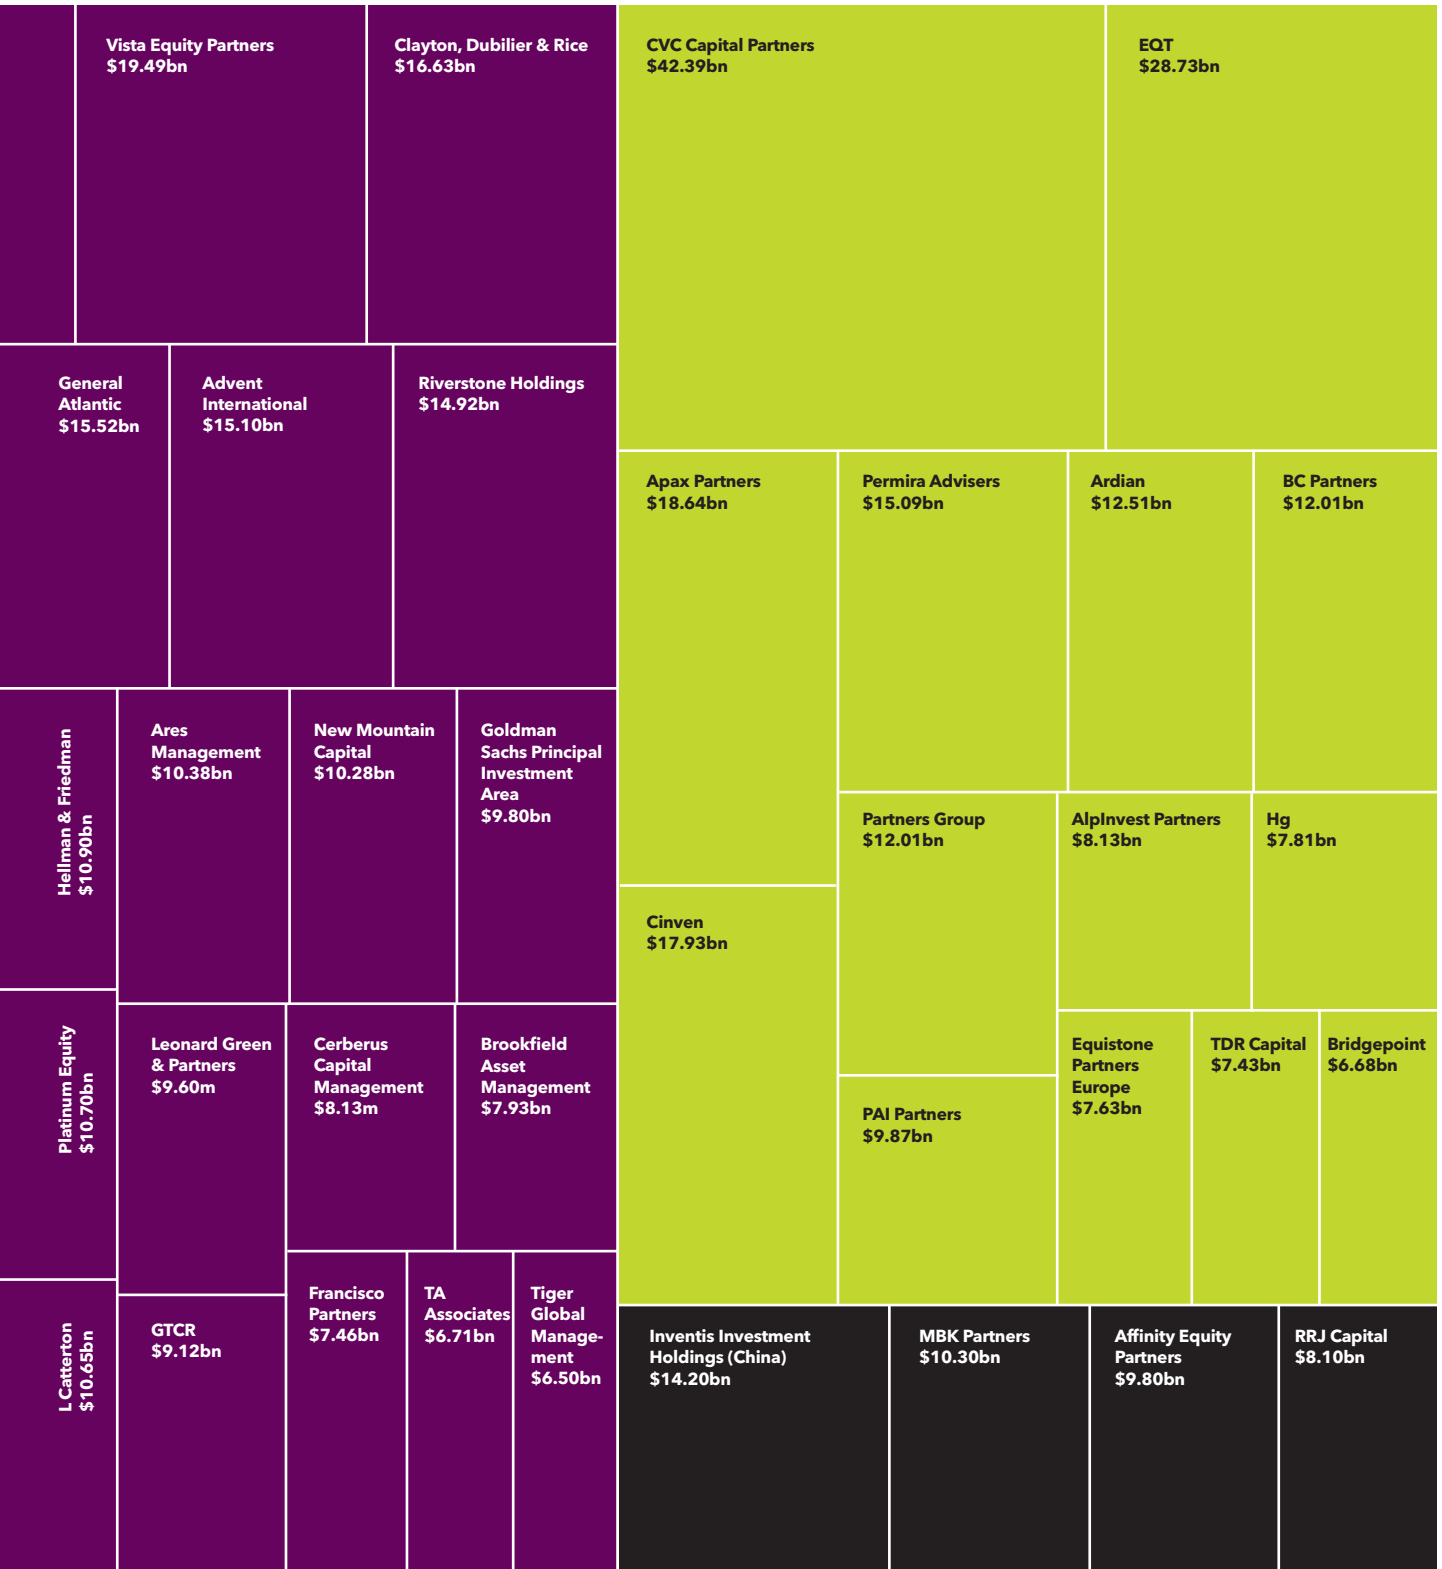 Vista Equity Partners
$19.49bn
Clayton, Dubilier & Rice
$16.63bn
General
Atlantic
$15.52bn
Advent
International
$15.10bn
Riverstone Holdings
$14.92bn
Hellman & Friedman
$10.90bn
Ares
Management
$10.38bn
New Mountain
Capital
$10.28bn
Goldman
Sachs Principal
Investment
Area
$9.80bn
Platinum Equity
$10.70bn
Leonard Green
& Partners
$9.60m
Cerberus
Capital
Management
$8.13m
Brookfield
Asset
Management
$7.93bn
L Catterton
$10.65bn
GTCR
$9.12bn
Francisco
Partners
$7.46bn
TA
Associates
$6.71bn
Tiger
Global
Manage-
ment
$6.50bn
CVC Capital Partners
$42.39bn
EQT
$28.73bn
Apax Partners
$18.64bn
Permira Advisers
$15.09bn
Ardian
$12.51bn
BC Partners
$12.01bn
Partners Group
$12.01bn
AlpInvest Partners
$8.13bn
Hg
$7.81bn
Cinven
$17.93bn
PAI Partners
$9.87bn
Equistone
Partners
Europe
$7.63bn
TDR Capital
$7.43bn
Bridgepoint
$6.68bn
Inventis Investment
Holdings (China)
$14.20bn
MBK Partners
$10.30bn
Affinity Equity
Partners
$9.80bn
RRJ Capital
$8.10bn